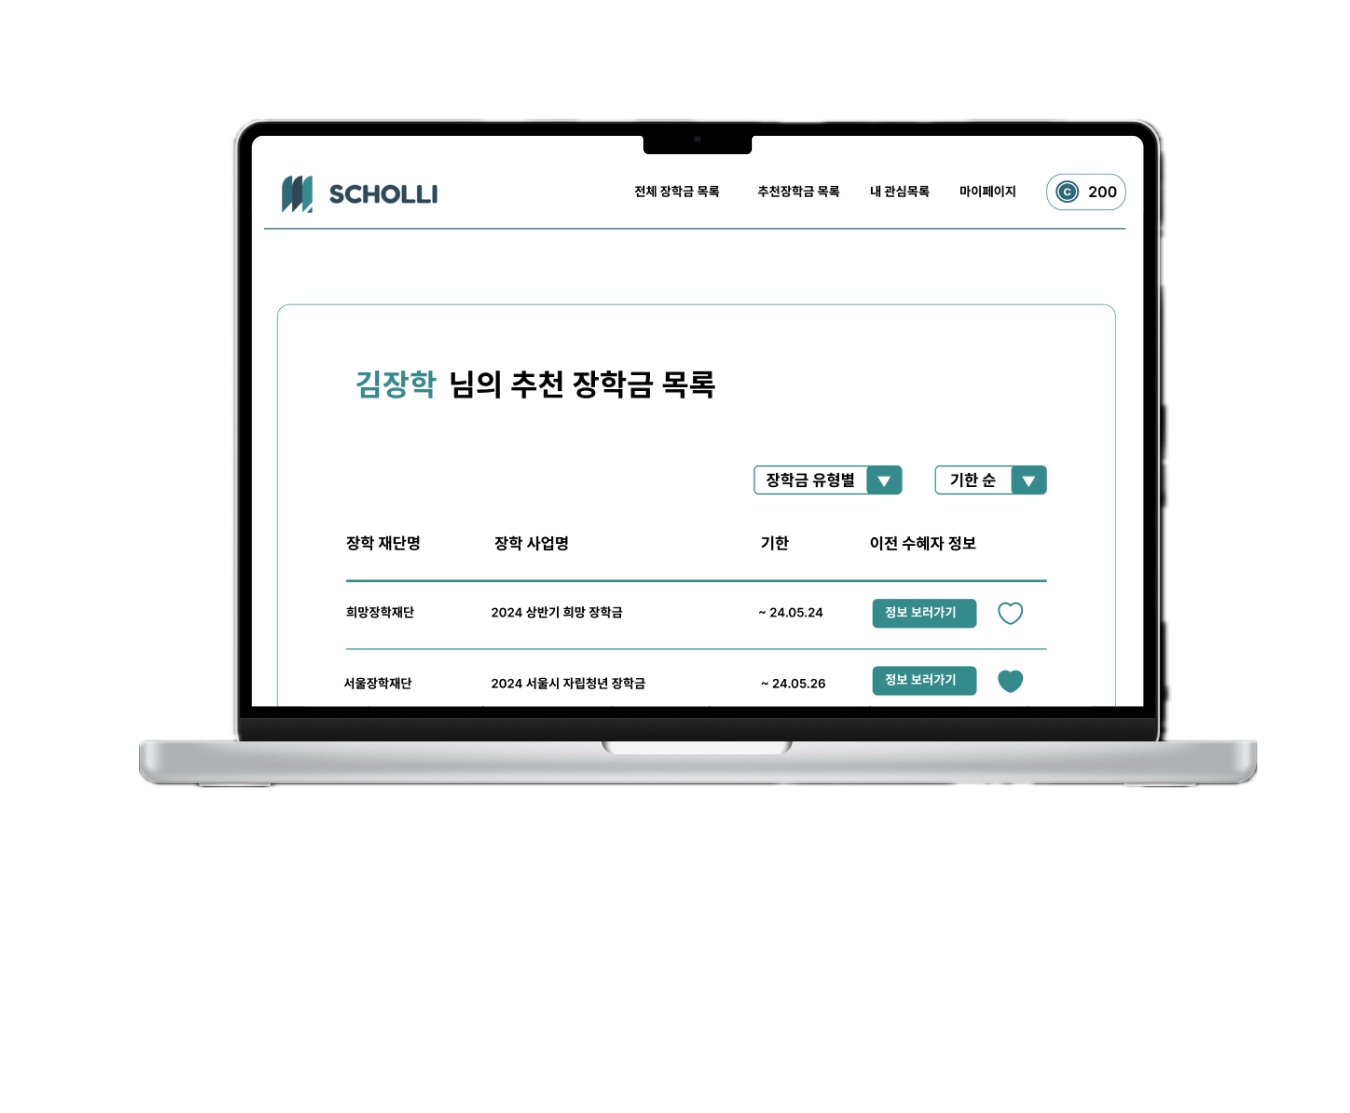 SCHOLLI
전체 장학금 목록 추천장학금 목록 내 관심목록 마이페이지 C 200
김장학 님의 추천 장학금 목록
장학금 유형별 기한 순
장학 재단명 장학 사업명 기한 이전 수혜자 정보
희망장학재단 2024 상반기 희망 장학금 ~ 24.05.24 정보 보러가기
서울장학재단 2024 서울시 자립청년 장학금 ~ 24.05.26 정보 보러가기